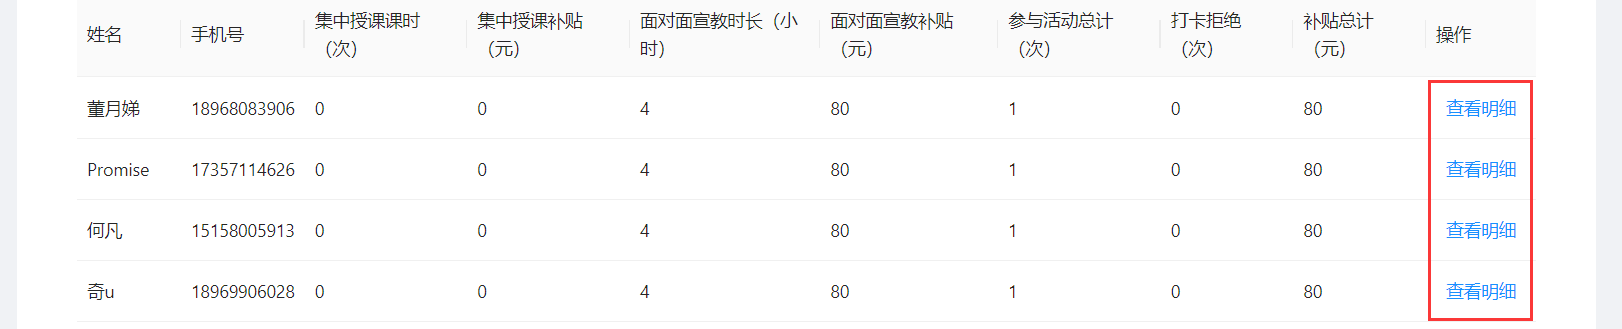 姓名 手机号 集中授课课时（次） 集中授课补贴（元） 面对面宣教时长（小时） 面对面宣教补贴（元） 参与活动总计（次） 打卡拒绝（次） 补贴总计（元） 操作
董月娣 18968083906 0 0 4 80 1 0 80 查看明细
Promise 17357114626 0 0 4 80 1 0 80 查看明细
何凡 15158005913 0 0 4 80 1 0 80 查看明细
奇u 18969906028 0 0 4 80 1 0 80 查看明细